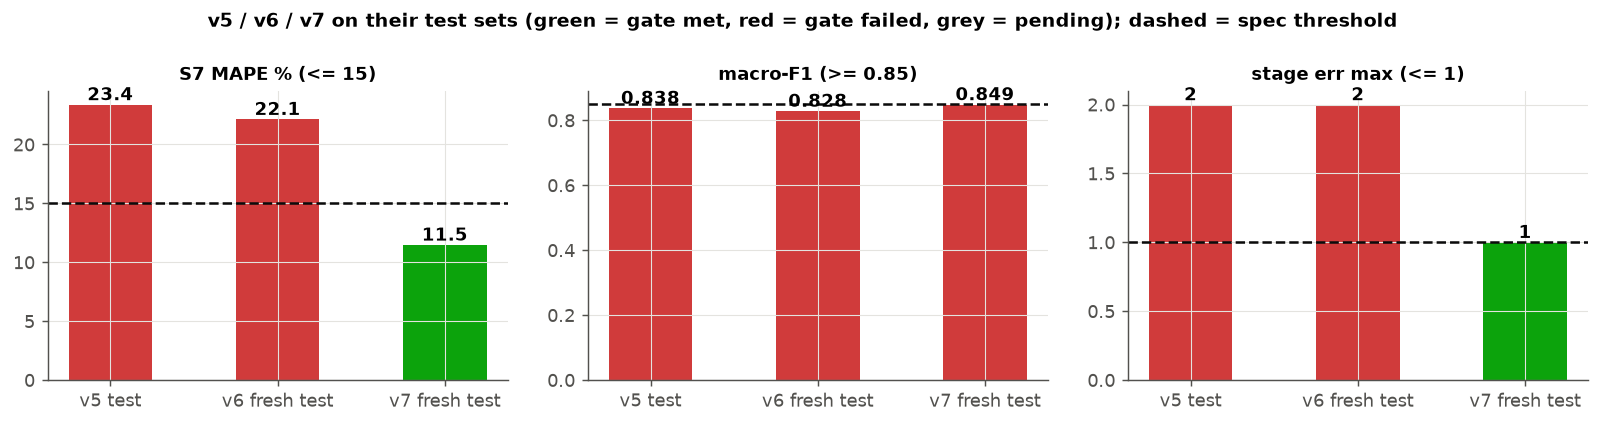 v5 / v6 / v7 on their test sets (green = gate met, red = gate failed, grey = pending); dashed = spec threshold
S7 MAPE % (<= 15)
23.4
22.1
11.5
20
15
10
5
0
v5 test
v6 fresh test
v7 fresh test
macro-F1 (>= 0.85)
0.838
0.828
0.849
0.8
0.6
0.4
0.2
0.0
v5 test
v6 fresh test
v7 fresh test
stage err max (<= 1)
2
2
1
2.0
1.5
1.0
0.5
0.0
v5 test
v6 fresh test
v7 fresh test